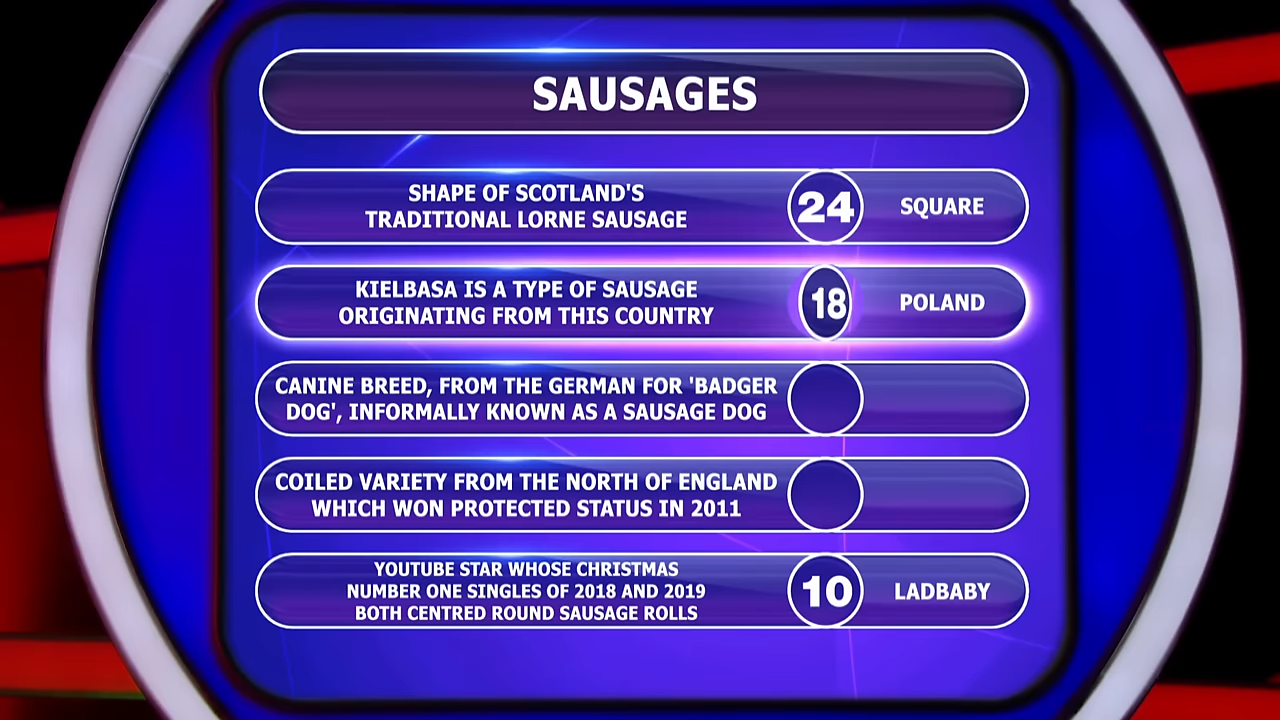 SAUSAGES
SHAPE OF SCOTLAND'S
TRADITIONAL LORNE SAUSAGE
24
SQUARE
KIELBASA IS A TYPE OF SAUSAGE
ORIGINATING FROM THIS COUNTRY
18
POLAND
CANINE BREED, FROM THE GERMAN FOR 'BADGER
DOG', INFORMALLY KNOWN AS A SAUSAGE DOG
COILED VARIETY FROM THE NORTH OF ENGLAND
WHICH WON PROTECTED STATUS IN 2011
YOUTUBE STAR WHOSE CHRISTMAS
NUMBER ONE SINGLES OF 2018 AND 2019
BOTH CENTRED ROUND SAUSAGE ROLLS
10
LADBABY